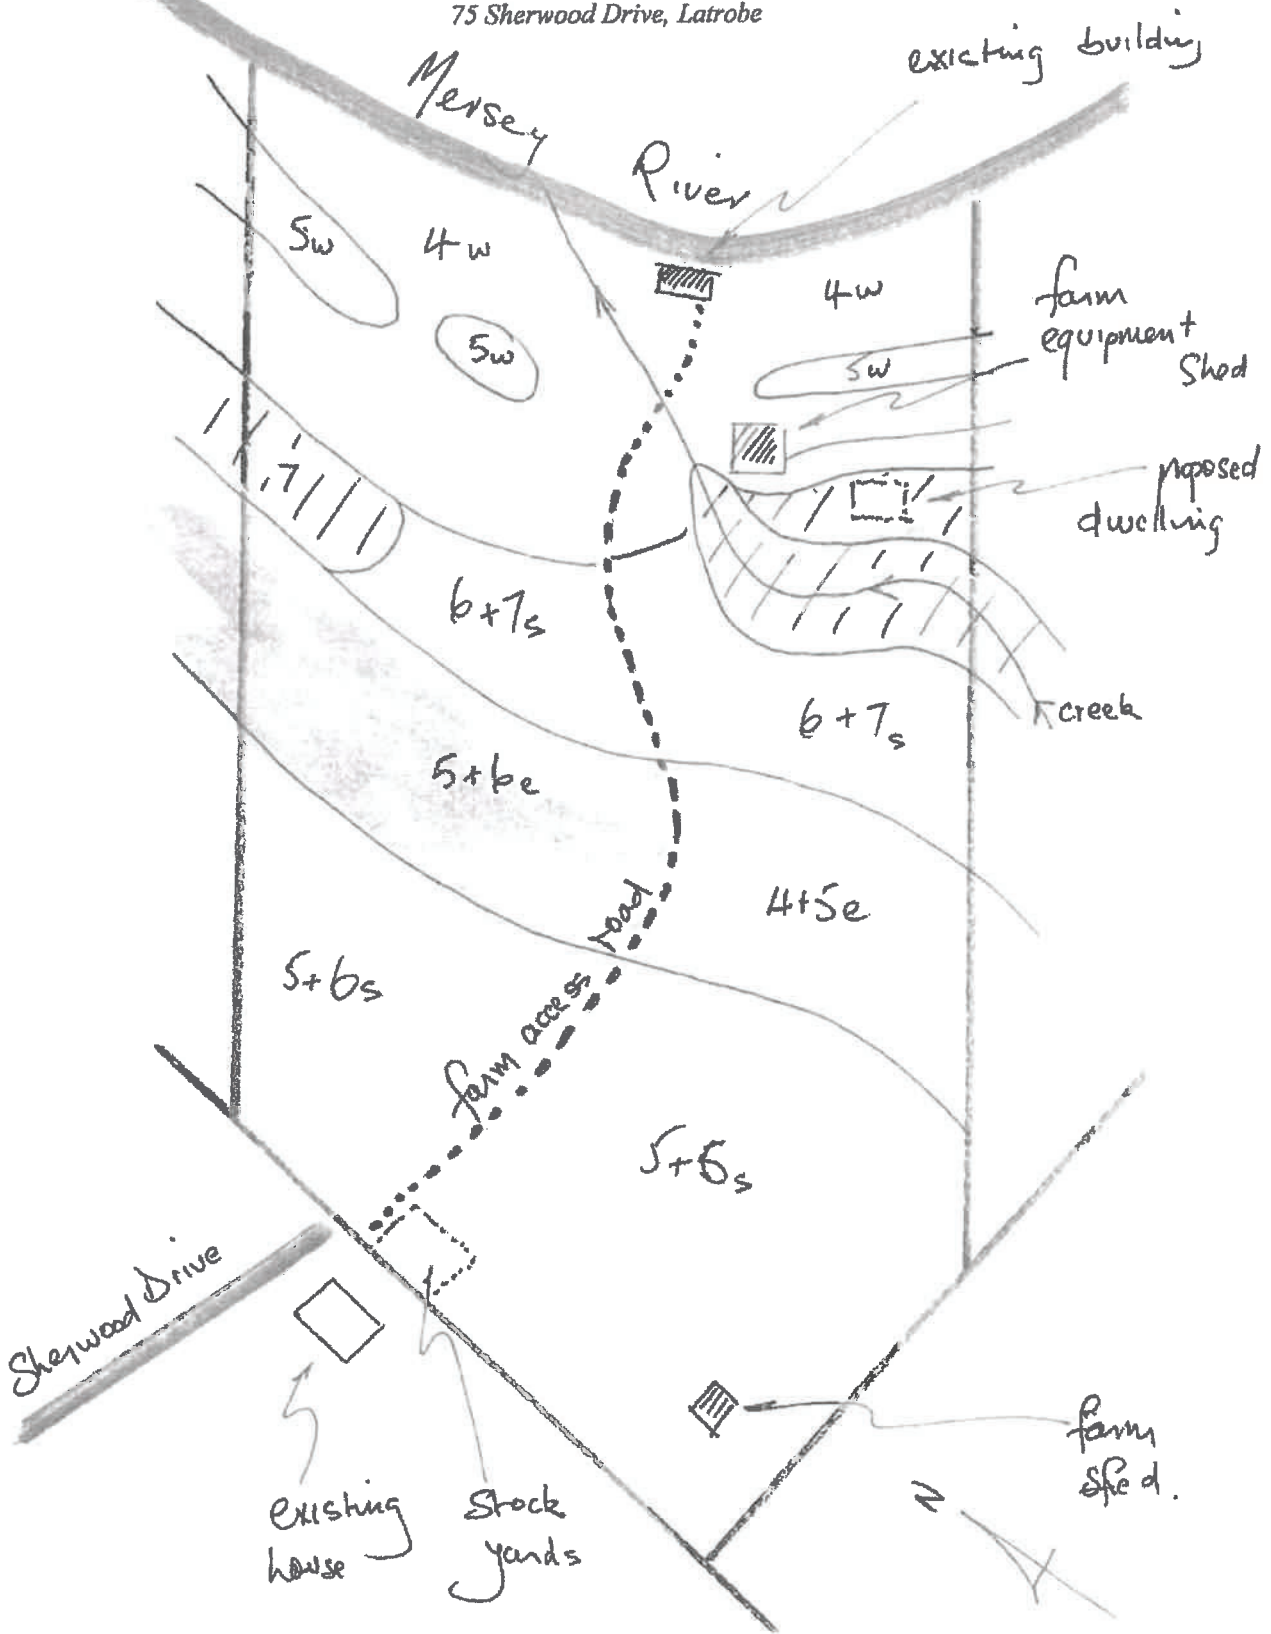 75 Sherwood Drive, Latrobe
existing building
Mersey
River
5w
4w
4w
farm
equipment
Shed
5w
5w
proposed
dwelling
7
6+7s
6+7s
creek
5+6e
4+5e
farm access road
5+6s
5+6s
Sherwood Drive
farm
shed.
existing
house
Stock
yards
N